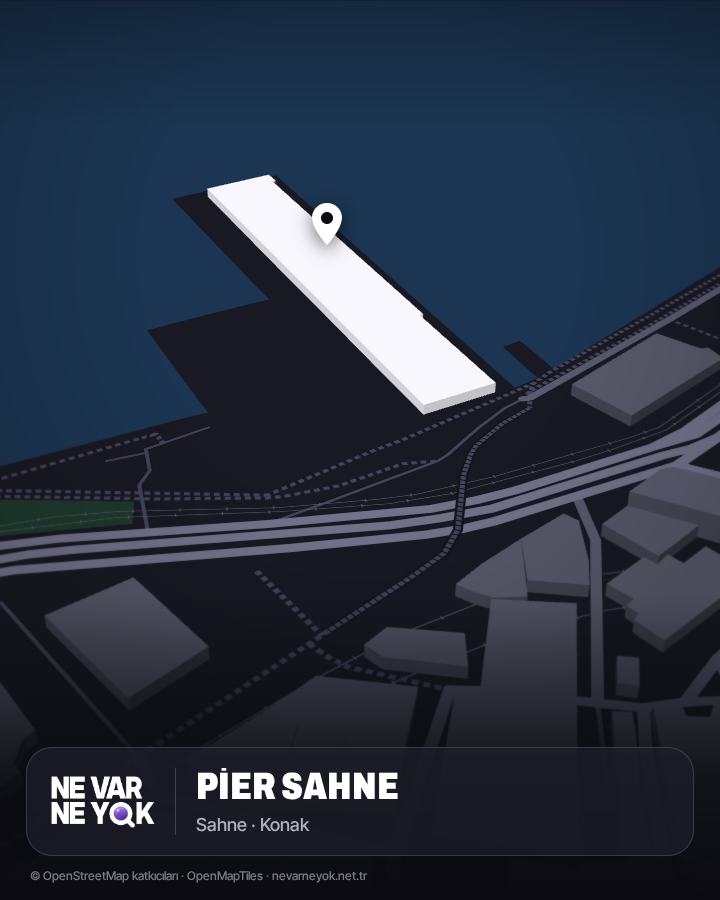 NE VAR
NE YOK
PİER SAHNE
Sahne · Konak
© OpenStreetMap katkıcıları · OpenMapTiles · nevarneyok.net.tr